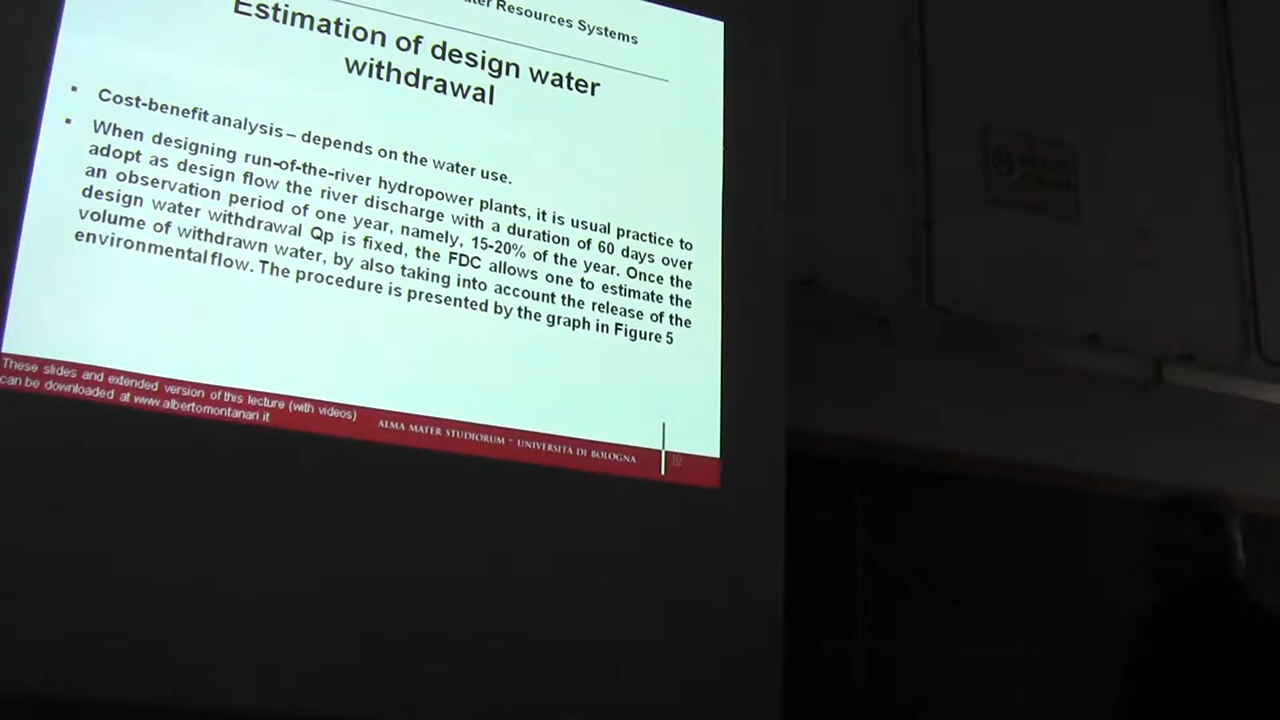 ter Resources Systems
Estimation of design water
withdrawal
▪ Cost-benefit analysis – depends on the water use.
▪ When designing run-of-the-river hydropower plants, it is usual practice to
adopt as design flow the river discharge with a duration of 60 days over
an observation period of one year, namely, 15-20% of the year. Once the
design water withdrawal Qp is fixed, the FDC allows one to estimate the
volume of withdrawn water, by also taking into account the release of the
environmental flow. The procedure is presented by the graph in Figure 5
These slides and extended version of this lecture (with videos)
can be downloaded at www.albertomontanari.it
ALMA MATER STUDIORUM ~ UNIVERSITÀ DI BOLOGNA
10